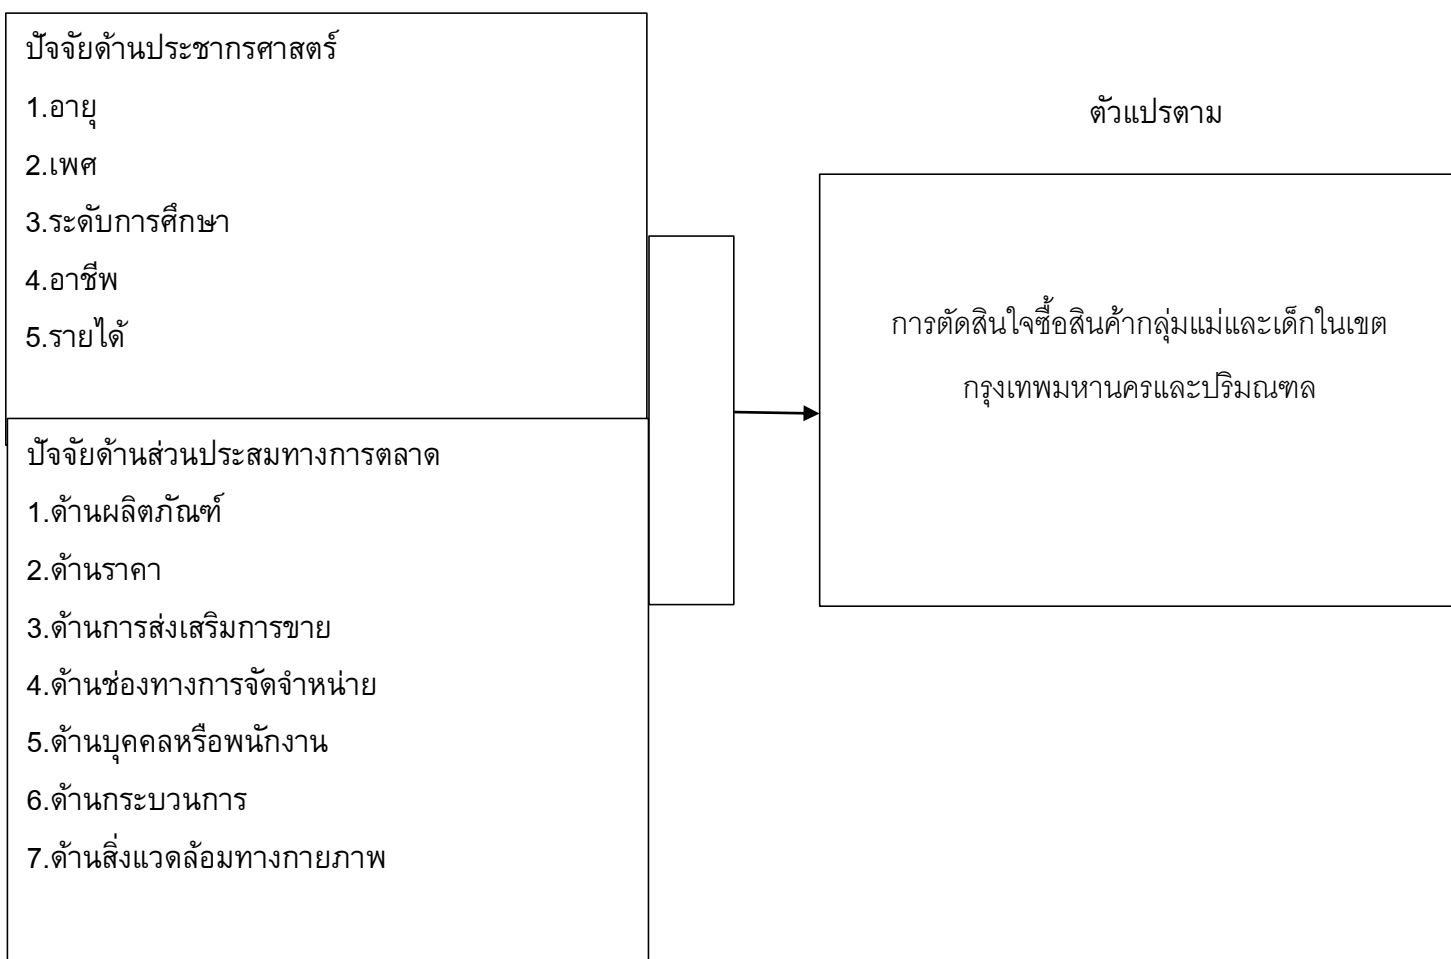 ปัจจัยด้านประชากรศาสตร์
1.อายุ
2.เพศ
3.ระดับการศึกษา
4.อาชีพ
5.รายได้
ปัจจัยด้านส่วนประสมทางการตลาด
1.ด้านผลิตภัณฑ์
2.ด้านราคา
3.ด้านการส่งเสริมการขาย
4.ด้านช่องทางการจัดจำหน่าย
5.ด้านบุคคลหรือพนักงาน
6.ด้านกระบวนการ
7.ด้านสิ่งแวดล้อมทางกายภาพ
ตัวแปรตาม
การตัดสินใจซื้อสินค้ากลุ่มแม่และเด็กในเขต
กรุงเทพมหานครและปริมณฑล